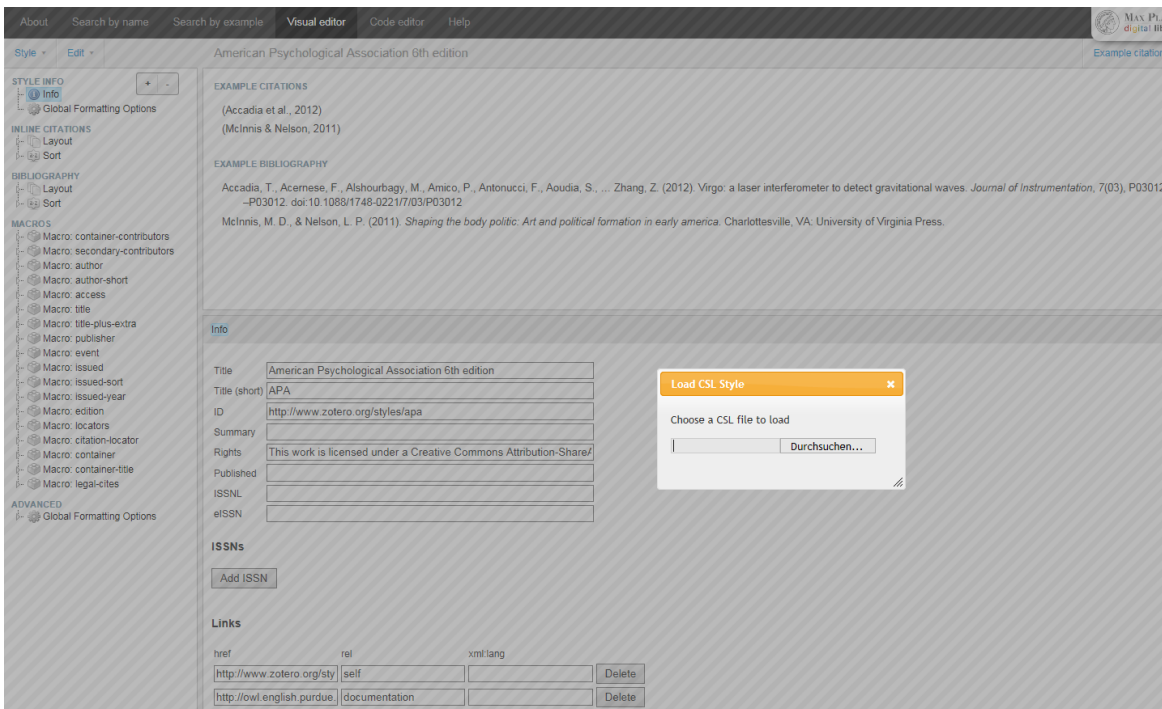 About Search by name Search by example Visual editor Code editor Help
MAX PL
digital li
Style Edit
American Psychological Association 6th edition
Example citation
STYLE INFO
+ -
Info
Global Formatting Options
INLINE CITATIONS
Layout
Sort
BIBLIOGRAPHY
Layout
Sort
MACROS
Macro: container-contributors
Macro: secondary-contributors
Macro: author
Macro: author-short
Macro: access
Macro: title
Macro: title-plus-extra
Macro: publisher
Macro: event
Macro: issued
Macro: issued-sort
Macro: issued-year
Macro: edition
Macro: locators
Macro: citation-locator
Macro: container
Macro: container-title
Macro: legal-cites
ADVANCED
Global Formatting Options
EXAMPLE CITATIONS
(Accadia et al., 2012)
(McInnis & Nelson, 2011)
EXAMPLE BIBLIOGRAPHY
Accadia, T., Acernese, F., Alshourbagy, M., Amico, P., Antonucci, F., Aoudia, S., ... Zhang, Z. (2012). Virgo: a laser interferometer to detect gravitational waves. Journal of Instrumentation, 7(03), P03012
–P03012. doi:10.1088/1748-0221/7/03/P03012
McInnis, M. D., & Nelson, L. P. (2011). Shaping the body politic: Art and political formation in early america. Charlottesville, VA: University of Virginia Press.
Info
Title American Psychological Association 6th edition
Title (short) APA
ID http://www.zotero.org/styles/apa
Summary
Rights This work is licensed under a Creative Commons Attribution-ShareA
Published
ISSNL
eISSN
ISSNs
Add ISSN
Links
href rel xml:lang
http://www.zotero.org/sty self Delete
http://owl.english.purdue. documentation Delete
Load CSL Style
Choose a CSL file to load
Durchsuchen...